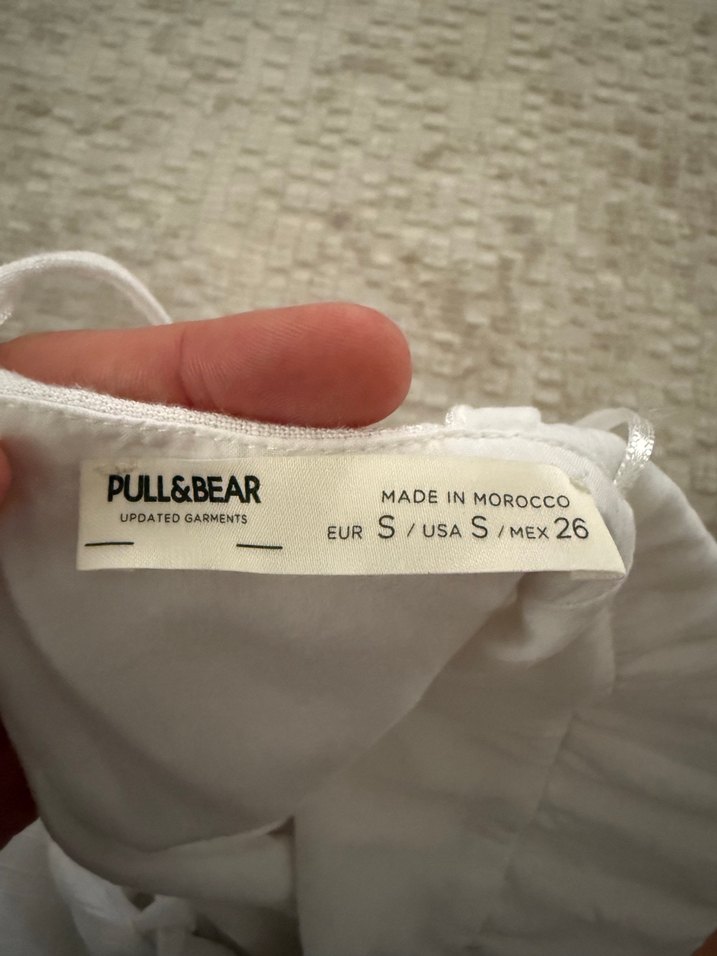 PULL&BEAR
UPDATED GARMENTS
MADE IN MOROCCO
EUR S / USA S / MEX 26